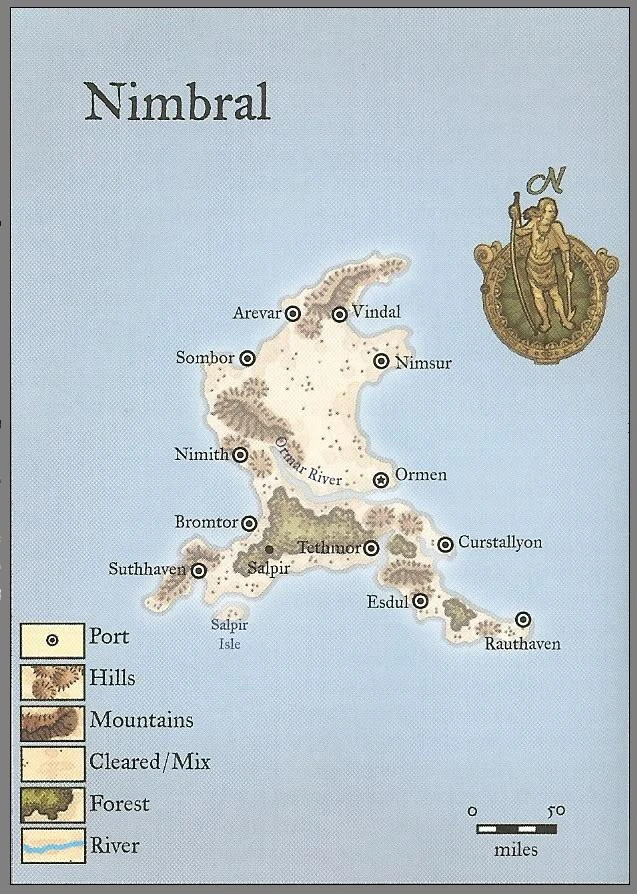 Nimbral
N
Arevar
Vindal
Sombor
Nimsur
Nimith
Ormar River
Ormen
Bromtor
Tethmor
Curstallyon
Salpir
Suthhaven
Esdul
Salpir
Isle
Rauthaven
Port
Hills
Mountains
Cleared/Mix
Forest
River
0 50
miles